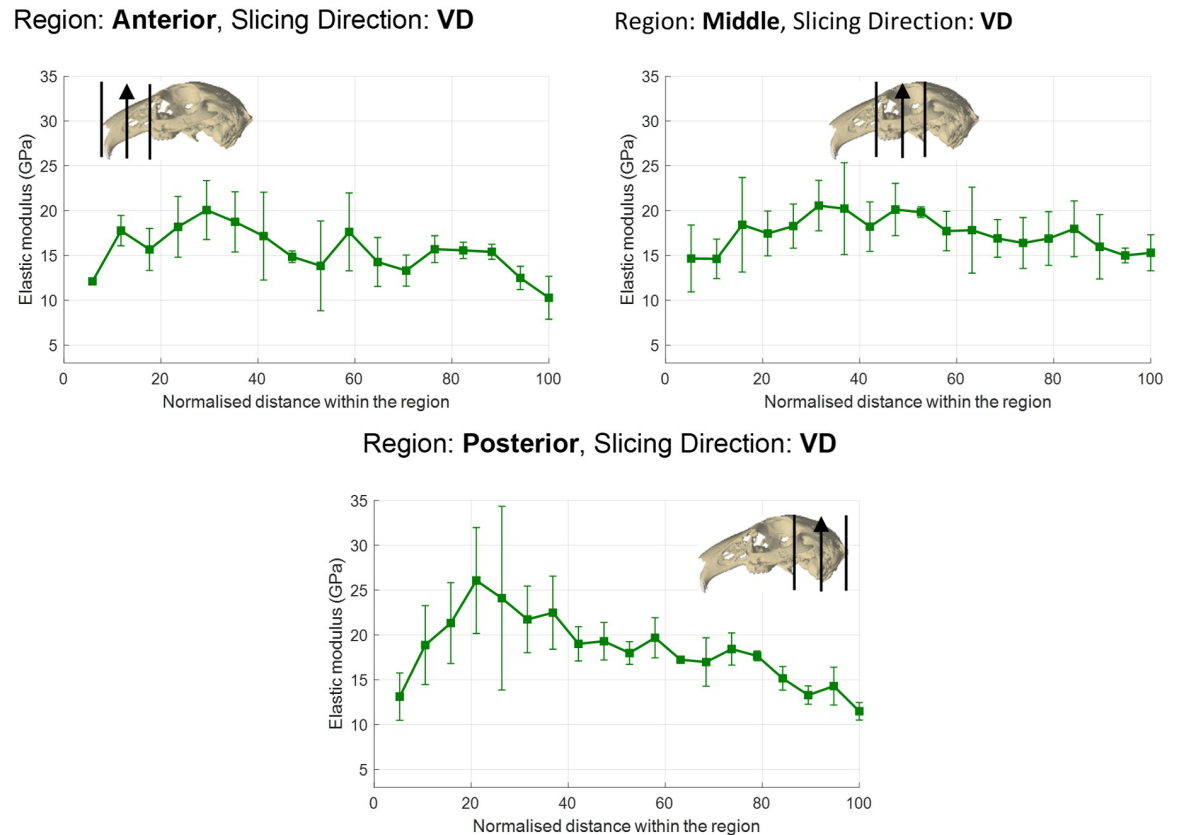 Region: Anterior, Slicing Direction: VD
Region: Middle, Slicing Direction: VD
35
30
25
20
15
10
5
Elastic modulus (GPa)
0 20 40 60 80 100
Normalised distance within the region
35
30
25
20
15
10
5
Elastic modulus (GPa)
0 20 40 60 80 100
Normalised distance within the region
Region: Posterior, Slicing Direction: VD
35
30
25
20
15
10
5
Elastic modulus (GPa)
0 20 40 60 80 100
Normalised distance within the region